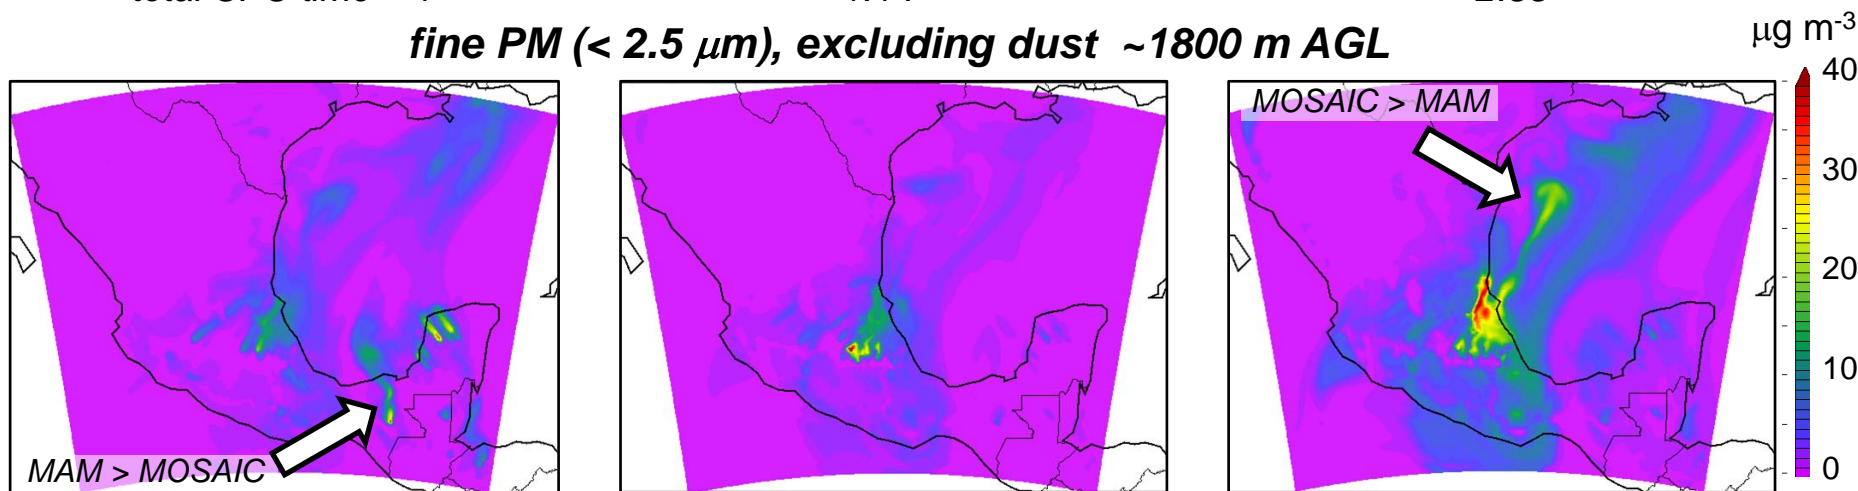 fine PM (< 2.5 μm), excluding dust ~1800 m AGL
μg m-3
MOSAIC > MAM
MAM > MOSAIC
40
30
20
10
0